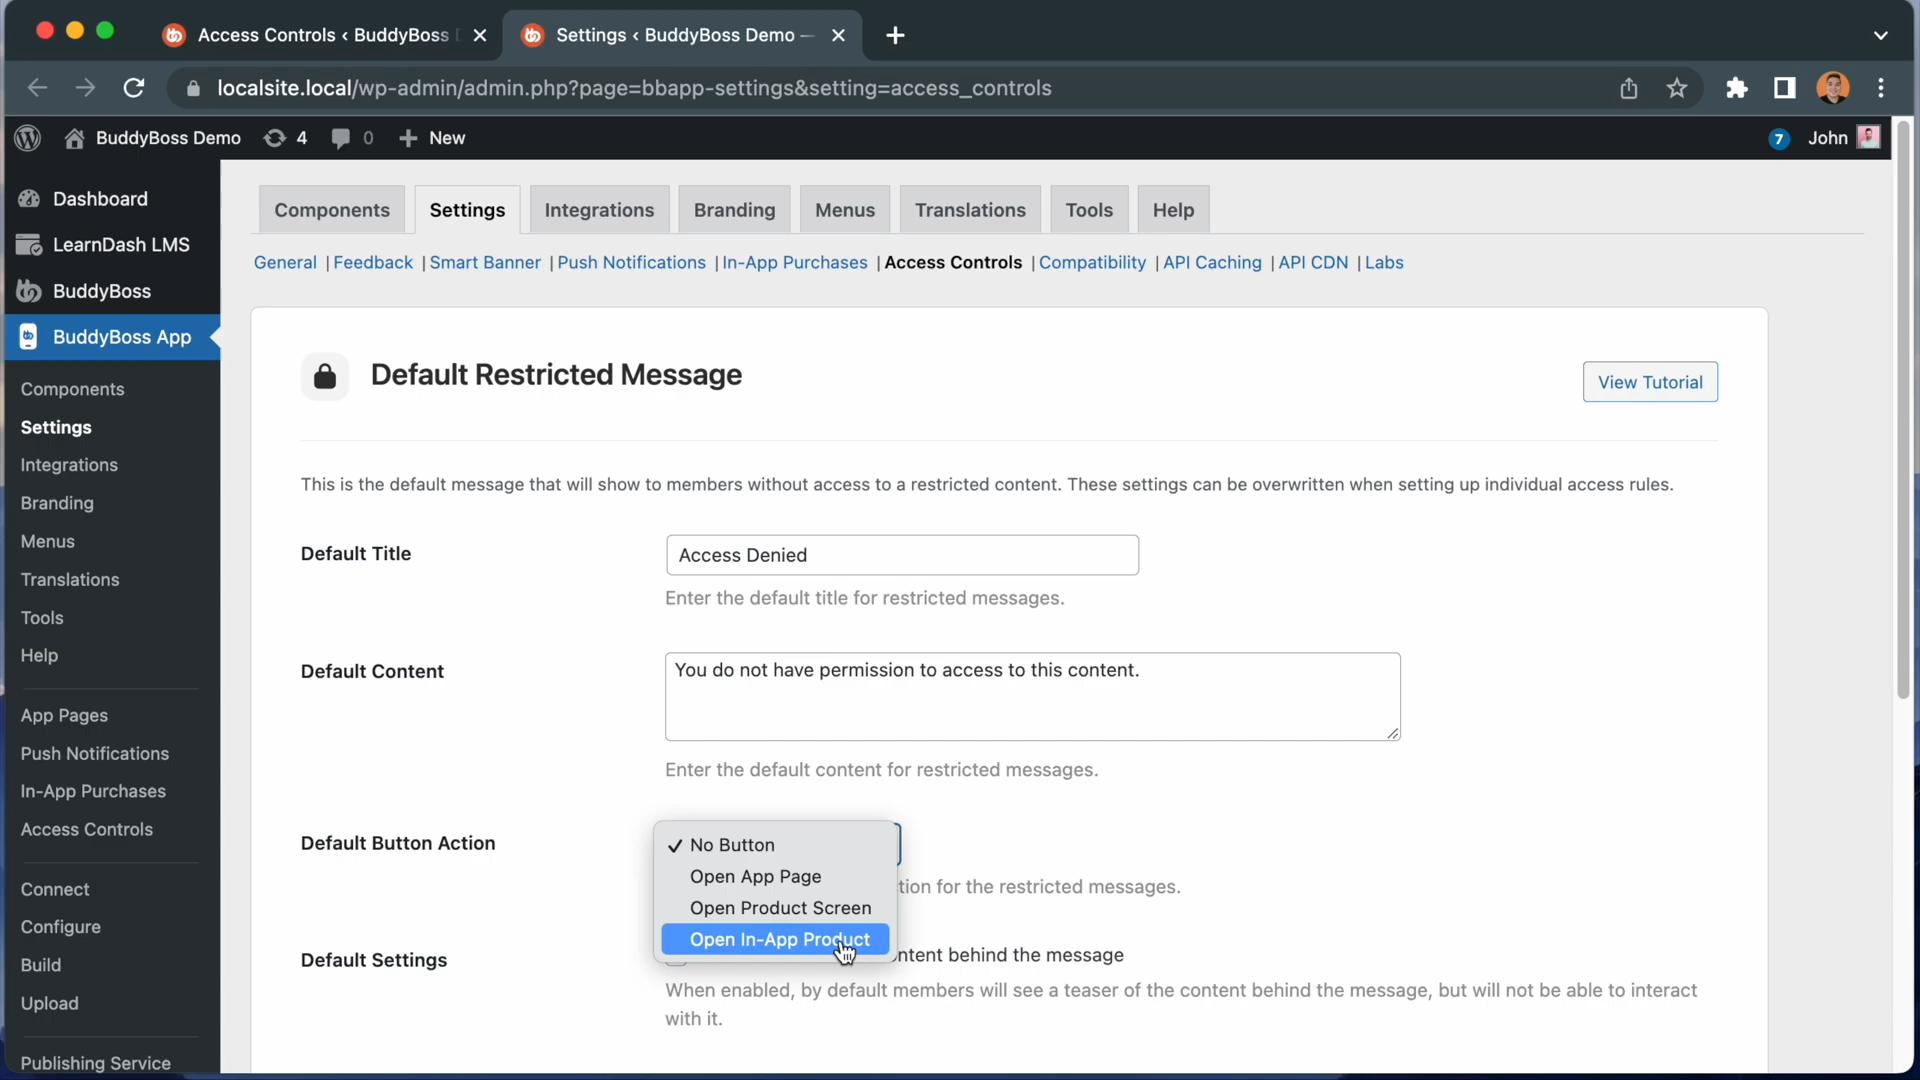 Access Controls ‹ BuddyBoss
Settings ‹ BuddyBoss Demo —
localsite.local/wp-admin/admin.php?page=bbapp-settings&setting=access_controls
BuddyBoss Demo 4 0 New 7 John
Dashboard
LearnDash LMS
BuddyBoss
BuddyBoss App
Components
Settings
Integrations
Branding
Menus
Translations
Tools
Help
App Pages
Push Notifications
In-App Purchases
Access Controls
Connect
Configure
Build
Upload
Publishing Service
Components Settings Integrations Branding Menus Translations Tools Help
General | Feedback | Smart Banner | Push Notifications | In-App Purchases | Access Controls | Compatibility | API Caching | API CDN | Labs
Default Restricted Message
View Tutorial
This is the default message that will show to members without access to a restricted content. These settings can be overwritten when setting up individual access rules.
Default Title
Access Denied
Enter the default title for restricted messages.
Default Content
You do not have permission to access to this content.
Enter the default content for restricted messages.
Default Button Action
✓ No Button
Open App Page
Open Product Screen
Open In-App Product
tion for the restricted messages.
Default Settings
ntent behind the message
When enabled, by default members will see a teaser of the content behind the message, but will not be able to interact
with it.